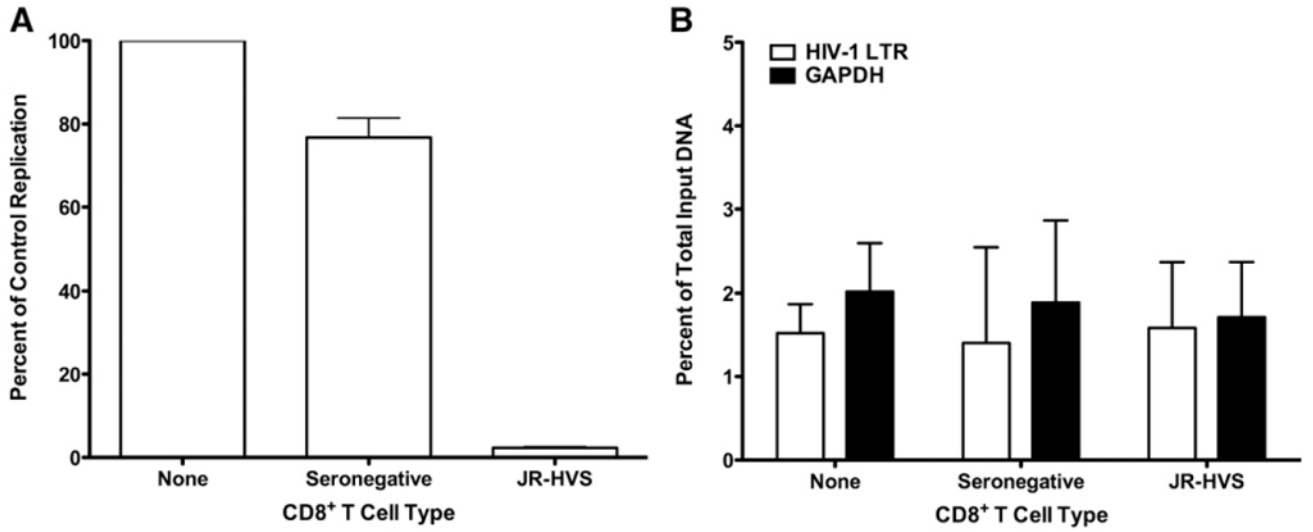 A
Percent of Control Replication
100
80
60
40
20
0
None Seronegative JR-HVS
CD8⁺ T Cell Type
B
HIV-1 LTR
GAPDH
Percent of Total Input DNA
5
4
3
2
1
0
None Seronegative JR-HVS
CD8⁺ T Cell Type